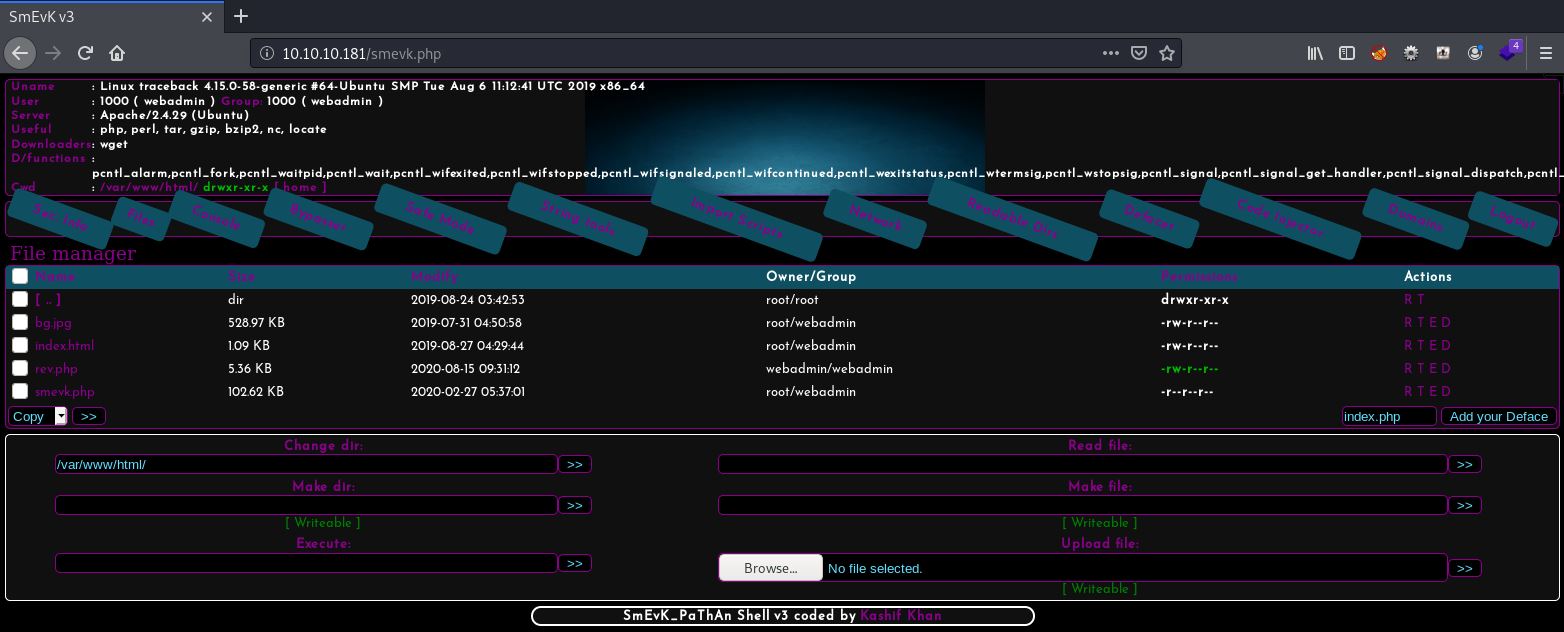 SmEvK v3
10.10.10.181/smevk.php
4
Uname : Linux traceback 4.15.0-58-generic #64-Ubuntu SMP Tue Aug 6 11:12:41 UTC 2019 x86_64
User : 1000 ( webadmin ) Group: 1000 ( webadmin )
Server : Apache/2.4.29 (Ubuntu)
Useful : php, perl, tar, gzip, bzip2, nc, locate
Downloaders: wget
D/functions :
pcntl_alarm,pcntl_fork,pcntl_waitpid,pcntl_wait,pcntl_wifexited,pcntl_wifstopped,pcntl_wifsignaled,pcntl_wifcontinued,pcntl_wexitstatus,pcntl_wtermsig,pcntl_wstopsig,pcntl_signal,pcntl_signal_get_handler,pcntl_signal_dispatch,pcntl_
Cwd : /var/www/html/ drwxr-xr-x [ home ]
Sec. Info Files Console Bypasser Safe Mode String tools Import Scripts Network Readable Dirs Defacer Code Injector Domains Logout
File manager
Name Size Modify Owner/Group Permissions Actions
[ .. ] dir 2019-08-24 03:42:53 root/root drwxr-xr-x R T
bg.jpg 528.97 KB 2019-07-31 04:50:58 root/webadmin -rw-r--r-- R T E D
index.html 1.09 KB 2019-08-27 04:29:44 root/webadmin -rw-r--r-- R T E D
rev.php 5.36 KB 2020-08-15 09:31:12 webadmin/webadmin -rw-r--r-- R T E D
smevk.php 102.62 KB 2020-02-27 05:37:01 root/webadmin -r--r--r-- R T E D
Copy >> index.php Add your Deface
Change dir: Read file:
/var/www/html/ >> >>
Make dir: Make file:
>> >>
[ Writeable ] [ Writeable ]
Execute: Upload file:
>> Browse... No file selected. >>
[ Writeable ]
SmEvK_PaThAn Shell v3 coded by Kashif Khan